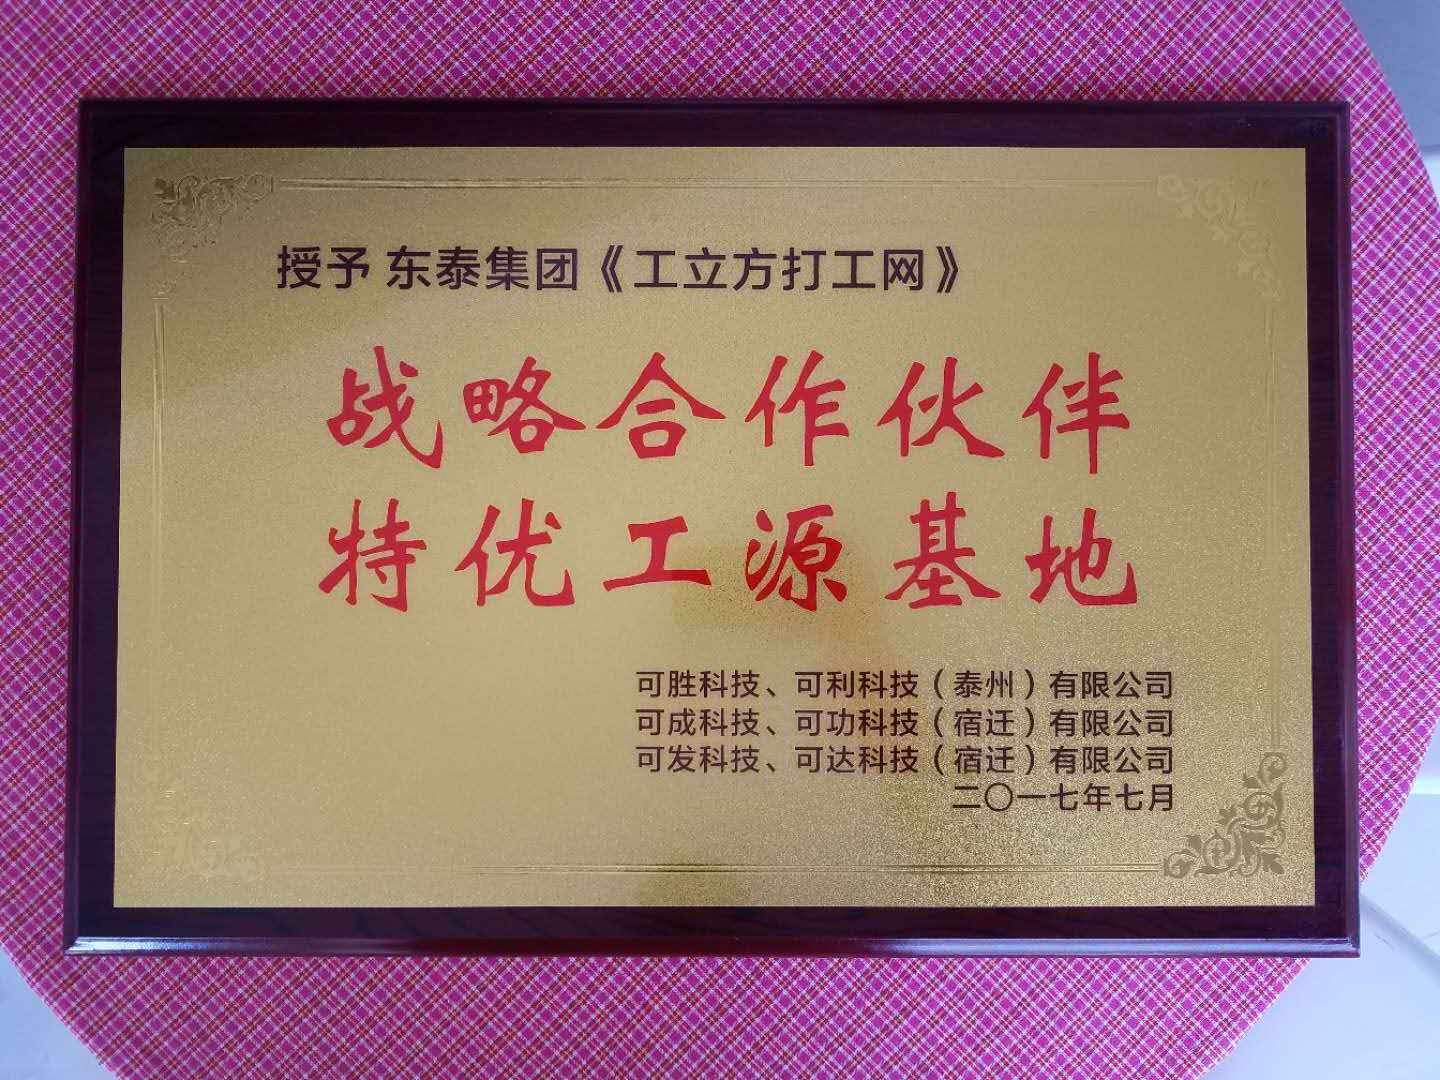 授予 东泰集团《工立方打工网》
战略合作伙伴
特优工源基地
可胜科技、可利科技（泰州）有限公司
可成科技、可功科技（宿迁）有限公司
可发科技、可达科技（宿迁）有限公司
二〇一七年七月